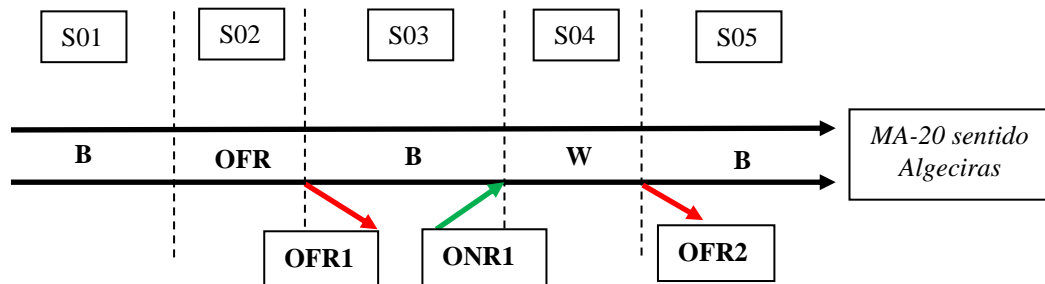 S01 S02 S03 S04 S05
B OFR B W B
MA-20 sentido
Algeciras
OFR1 ONR1 OFR2